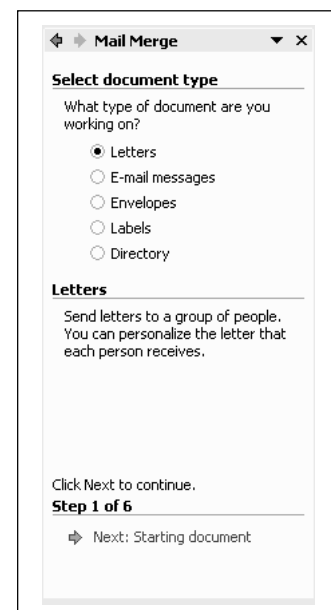 Mail Merge
Select document type
What type of document are you
working on?
Letters
E-mail messages
Envelopes
Labels
Directory
Letters
Send letters to a group of people.
You can personalize the letter that
each person receives.
Click Next to continue.
Step 1 of 6
Next: Starting document